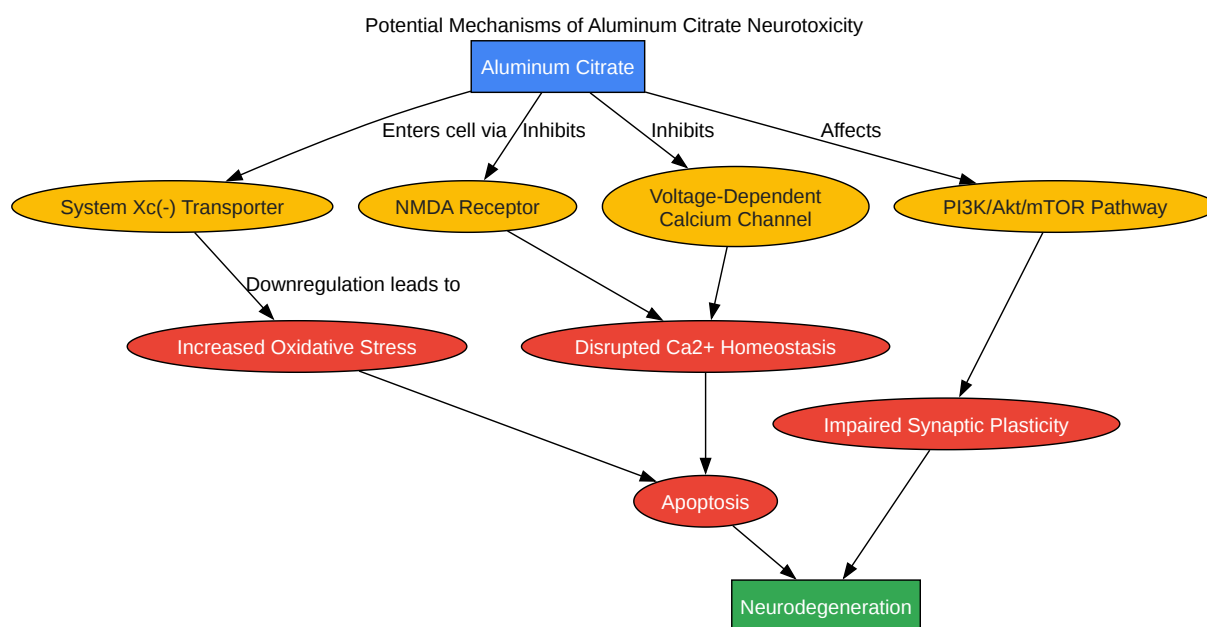 Potential Mechanisms of Aluminum Citrate Neurotoxicity
Aluminum Citrate
Enters cell via
Inhibits
Inhibits
Affects
System Xc(-) Transporter
NMDA Receptor
Voltage-Dependent
Calcium Channel
PI3K/Akt/mTOR Pathway
Downregulation leads to
Increased Oxidative Stress
Disrupted Ca2+ Homeostasis
Impaired Synaptic Plasticity
Apoptosis
Neurodegeneration